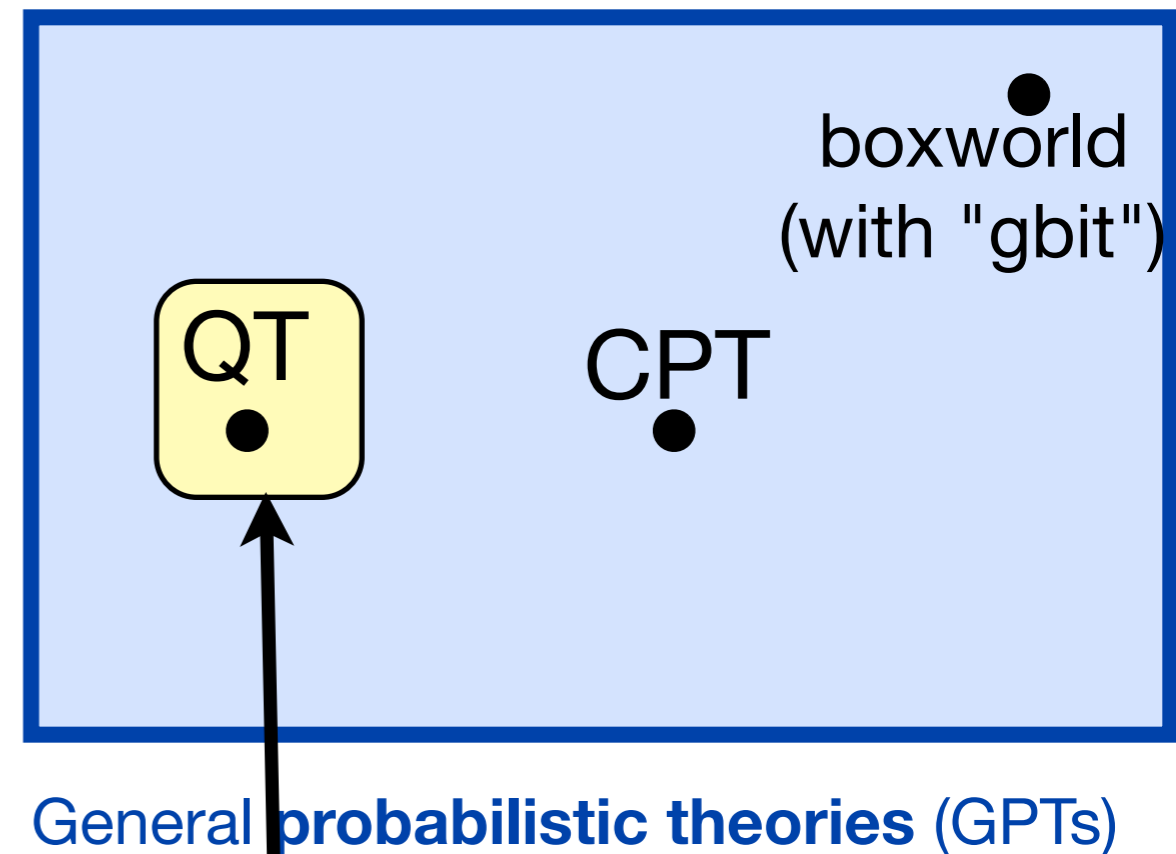 boxworld
(with "gbit")
QT
CPT
General probabilistic theories (GPTs)